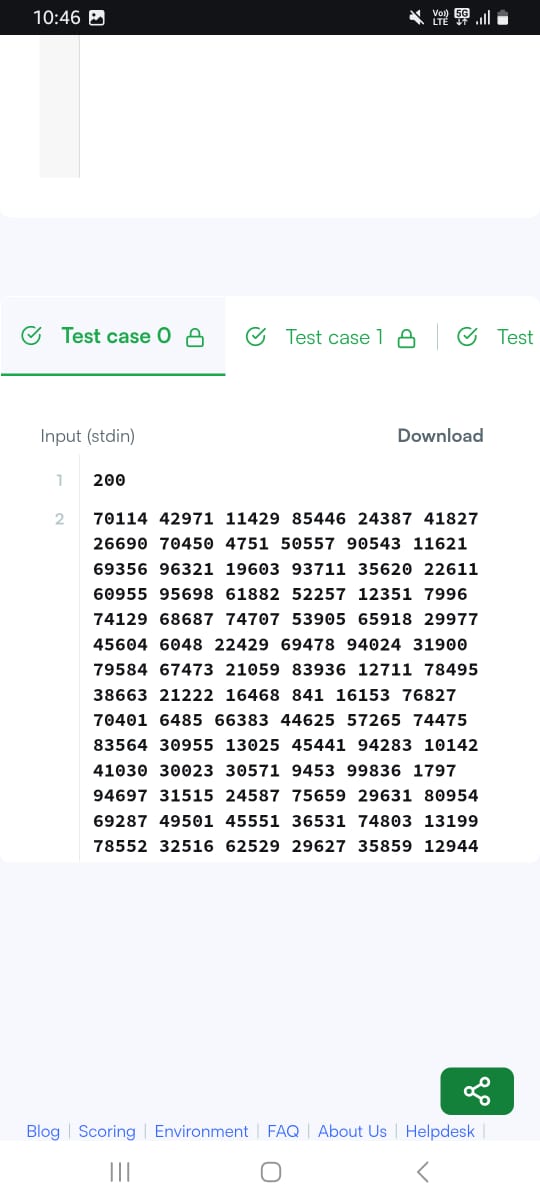 10:46
Vo)) 5G
LTE
Test case 0 Test case 1 Test
Input (stdin) Download
1 200
2 70114 42971 11429 85446 24387 41827
26690 70450 4751 50557 90543 11621
69356 96321 19603 93711 35620 22611
60955 95698 61882 52257 12351 7996
74129 68687 74707 53905 65918 29977
45604 6048 22429 69478 94024 31900
79584 67473 21059 83936 12711 78495
38663 21222 16468 841 16153 76827
70401 6485 66383 44625 57265 74475
83564 30955 13025 45441 94283 10142
41030 30023 30571 9453 99836 1797
94697 31515 24587 75659 29631 80954
69287 49501 45551 36531 74803 13199
78552 32516 62529 29627 35859 12944
Blog | Scoring | Environment | FAQ | About Us | Helpdesk |